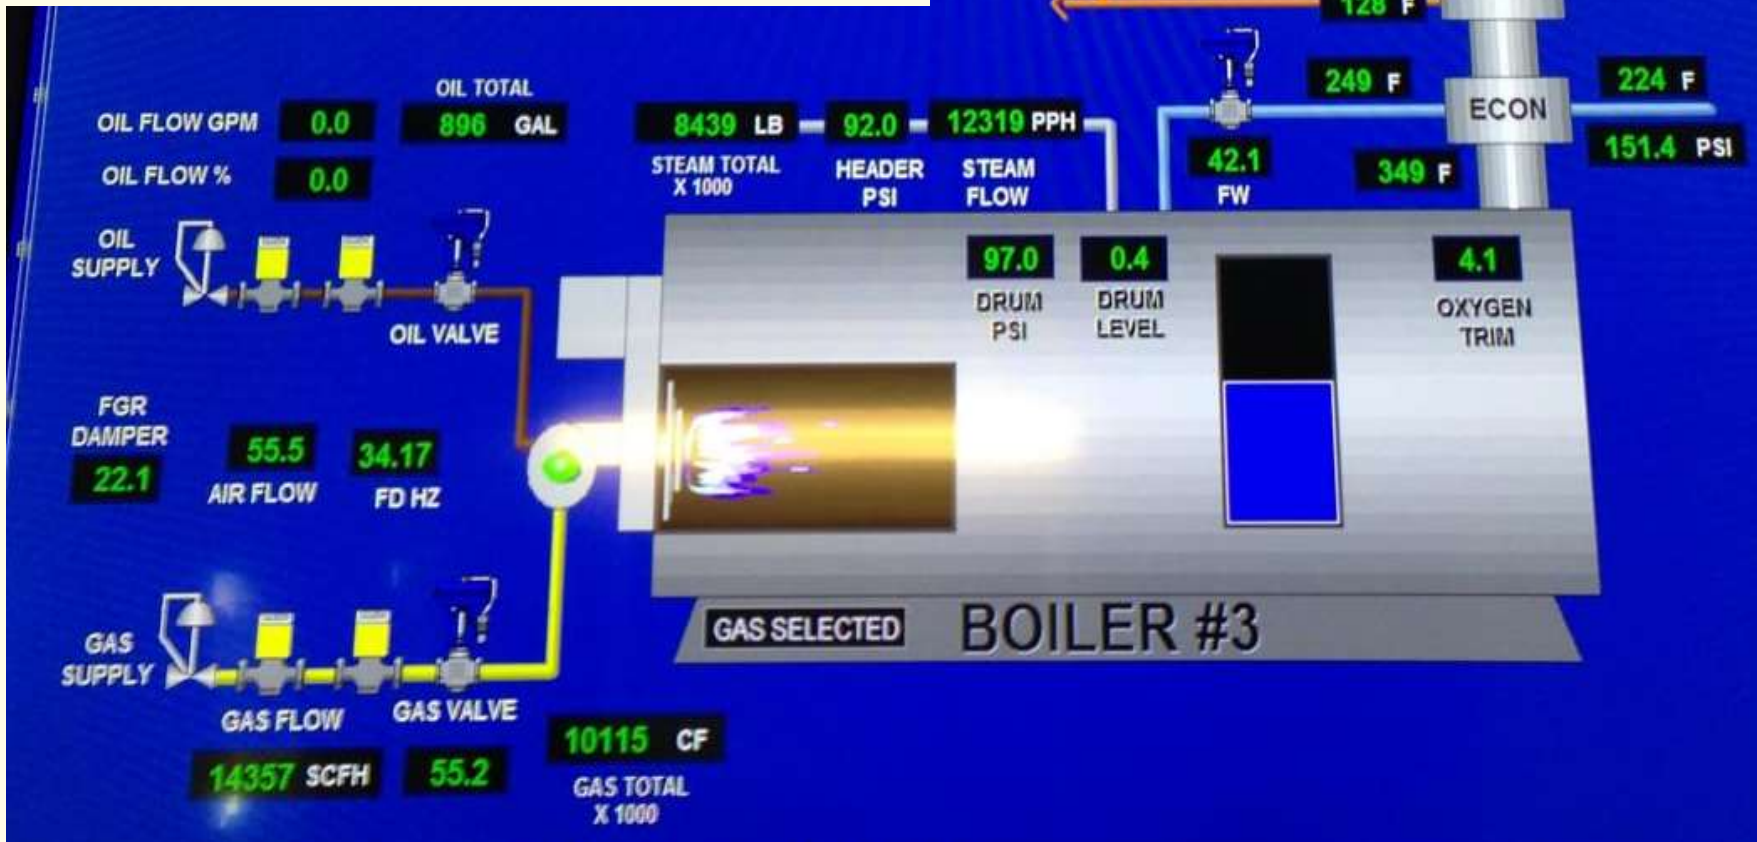 128 F
249 F
224 F
ECON
151.4 PSI
349 F
42.1
FW
OIL TOTAL
OIL FLOW GPM 0.0 896 GAL
OIL FLOW % 0.0
8439 LB 92.0 12319 PPH
STEAM TOTAL
X 1000
HEADER
PSI
STEAM
FLOW
OIL
SUPPLY
OIL VALVE
97.0
DRUM
PSI
0.4
DRUM
LEVEL
4.1
OXYGEN
TRIM
FGR
DAMPER
22.1
55.5
AIR FLOW
34.17
FD HZ
GAS SELECTED
BOILER #3
GAS
SUPPLY
GAS FLOW
14357 SCFH
GAS VALVE
55.2
10115 CF
GAS TOTAL
X 1000